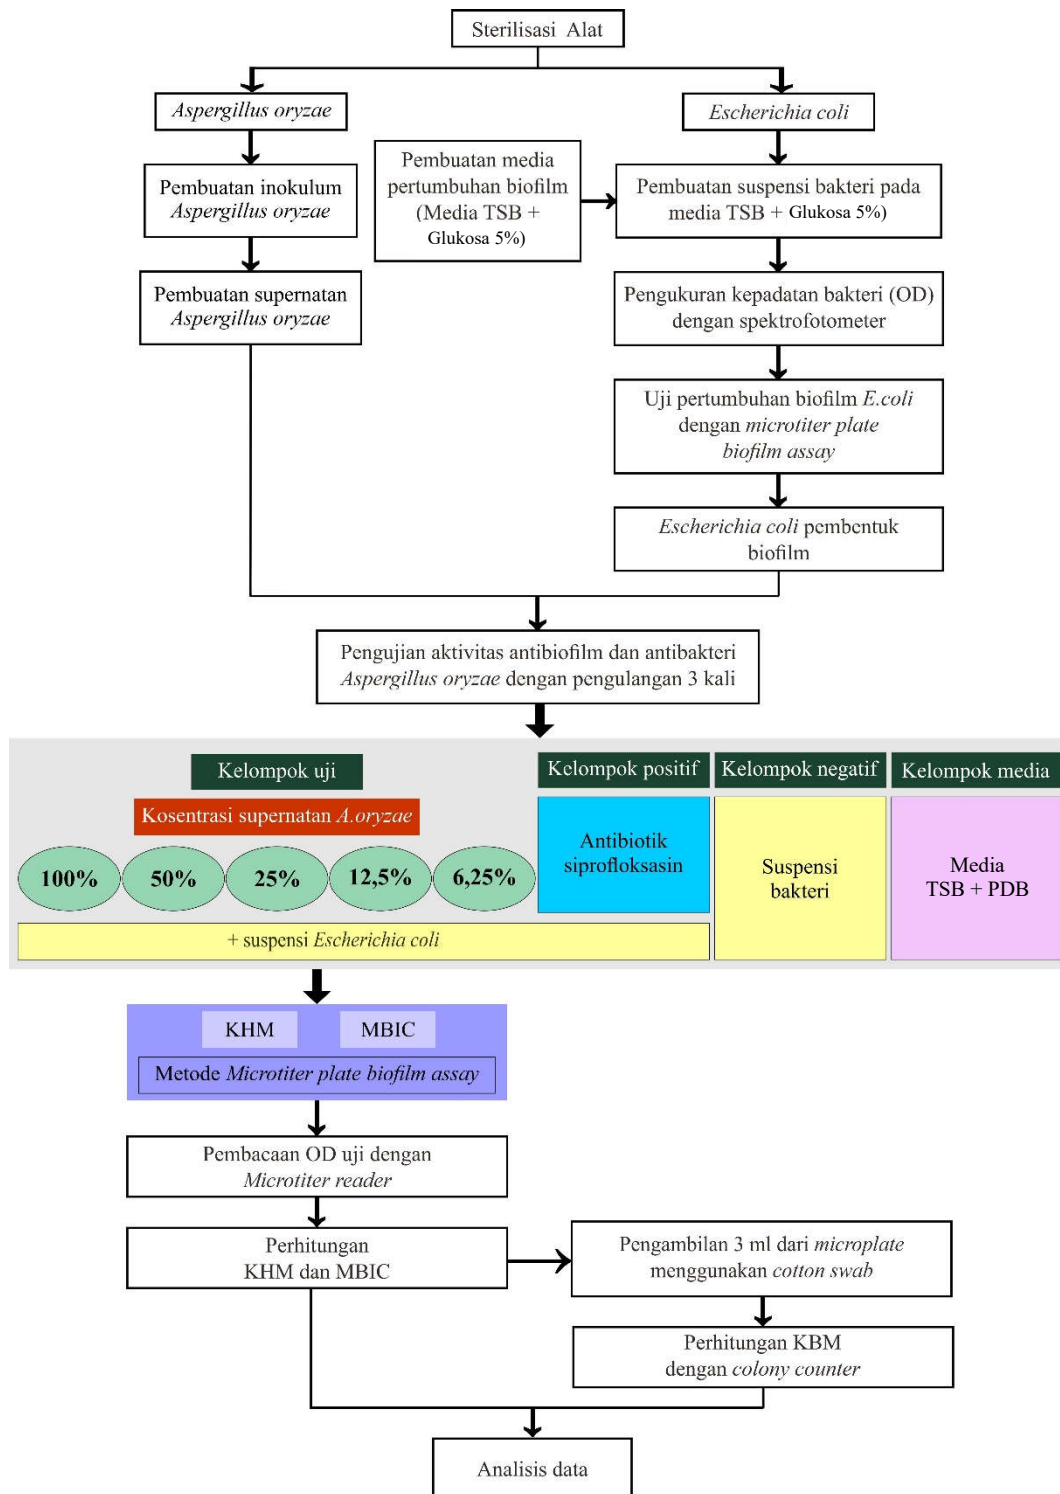 Sterilisasi Alat
Aspergillus oryzae
Escherichia coli
Pembuatan inokulum
Aspergillus oryzae
Pembuatan media
pertumbuhan biofilm
(Media TSB +
Glukosa 5%)
Pembuatan suspensi bakteri pada
media TSB + Glukosa 5%)
Pembuatan supernatan
Aspergillus oryzae
Pengukuran kepadatan bakteri (OD)
dengan spektrofotometer
Uji pertumbuhan biofilm E.coli
dengan microtiter plate
biofilm assay
Escherichia coli pembentuk
biofilm
Pengujian aktivitas antibiofilm dan antibakteri
Aspergillus oryzae dengan pengulangan 3 kali
Kelompok uji
Kosentrasi supernatan A.oryzae
100%
50%
25%
12,5%
6,25%
+ suspensi Escherichia coli
Kelompok positif
Antibiotik
siprofloksasin
Kelompok negatif
Suspensi
bakteri
Kelompok media
Media
TSB + PDB
KHM
MBIC
Metode Microtiter plate biofilm assay
Pembacaan OD uji dengan
Microtiter reader
Perhitungan
KHM dan MBIC
Pengambilan 3 ml dari microplate
menggunakan cotton swab
Perhitungan KBM
dengan colony counter
Analisis data